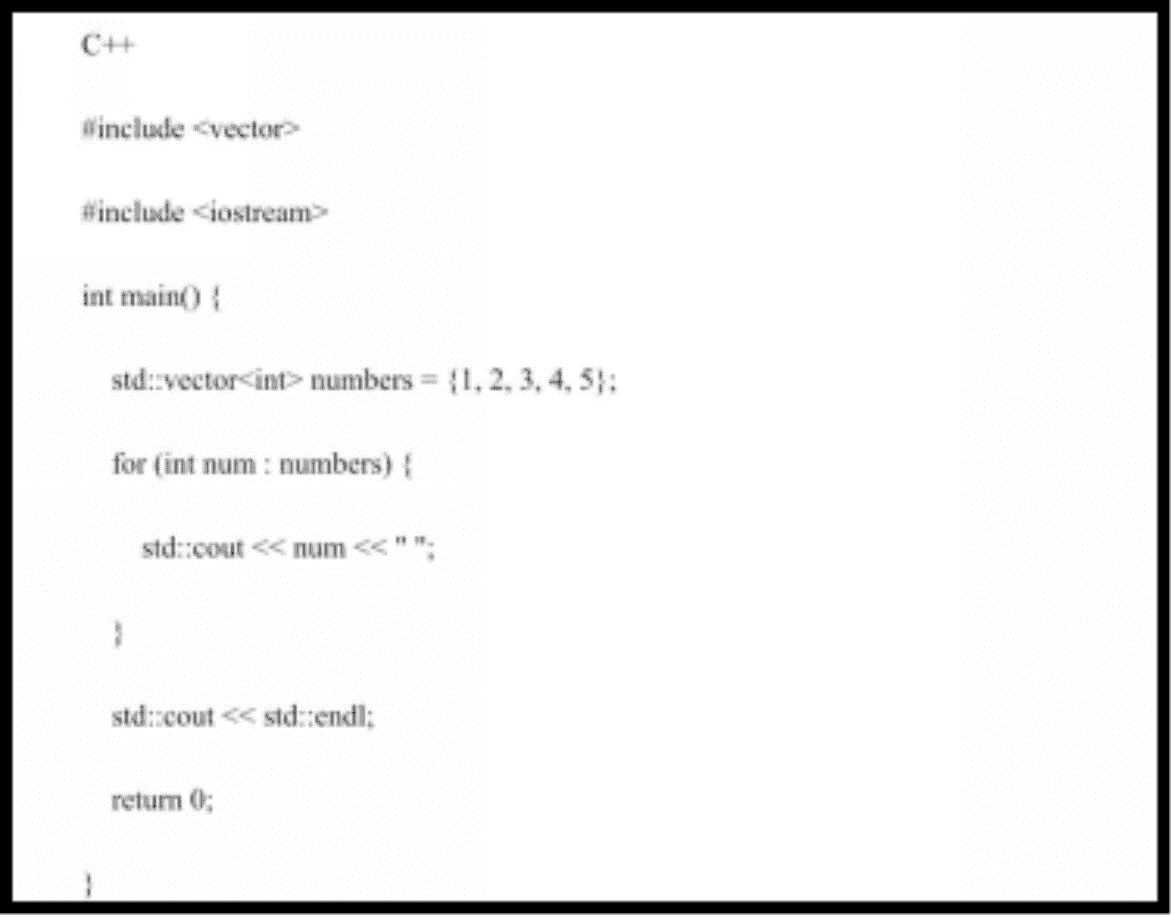 C++
#include <vector>
#include <iostream>
int main() {
std::vector<int> numbers = {1, 2, 3, 4, 5};
for (int num : numbers) {
std::cout << num << " ";
}
std::cout << std::endl;
return 0;
}